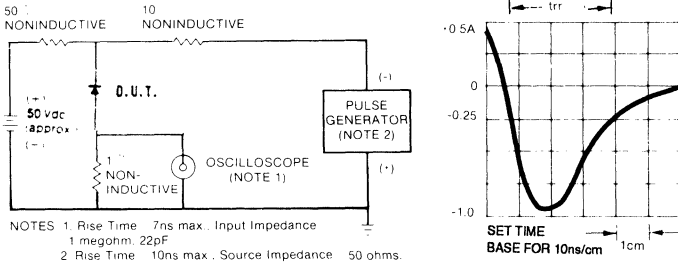 50
NONINDUCTIVE
10
NONINDUCTIVE
trr
+0.5A
0
-0.25
-1.0
(+)
50 Vdc
(approx
(−)
D.U.T.
1
NON-
INDUCTIVE
OSCILLOSCOPE
(NOTE 1)
(-)
PULSE
GENERATOR
(NOTE 2)
(+)
SET TIME
BASE FOR 10ns/cm
1cm
NOTES 1. Rise Time 7ns max., Input Impedance
1 megohm, 22pF
2 Rise Time 10ns max, Source Impedance 50 ohms.